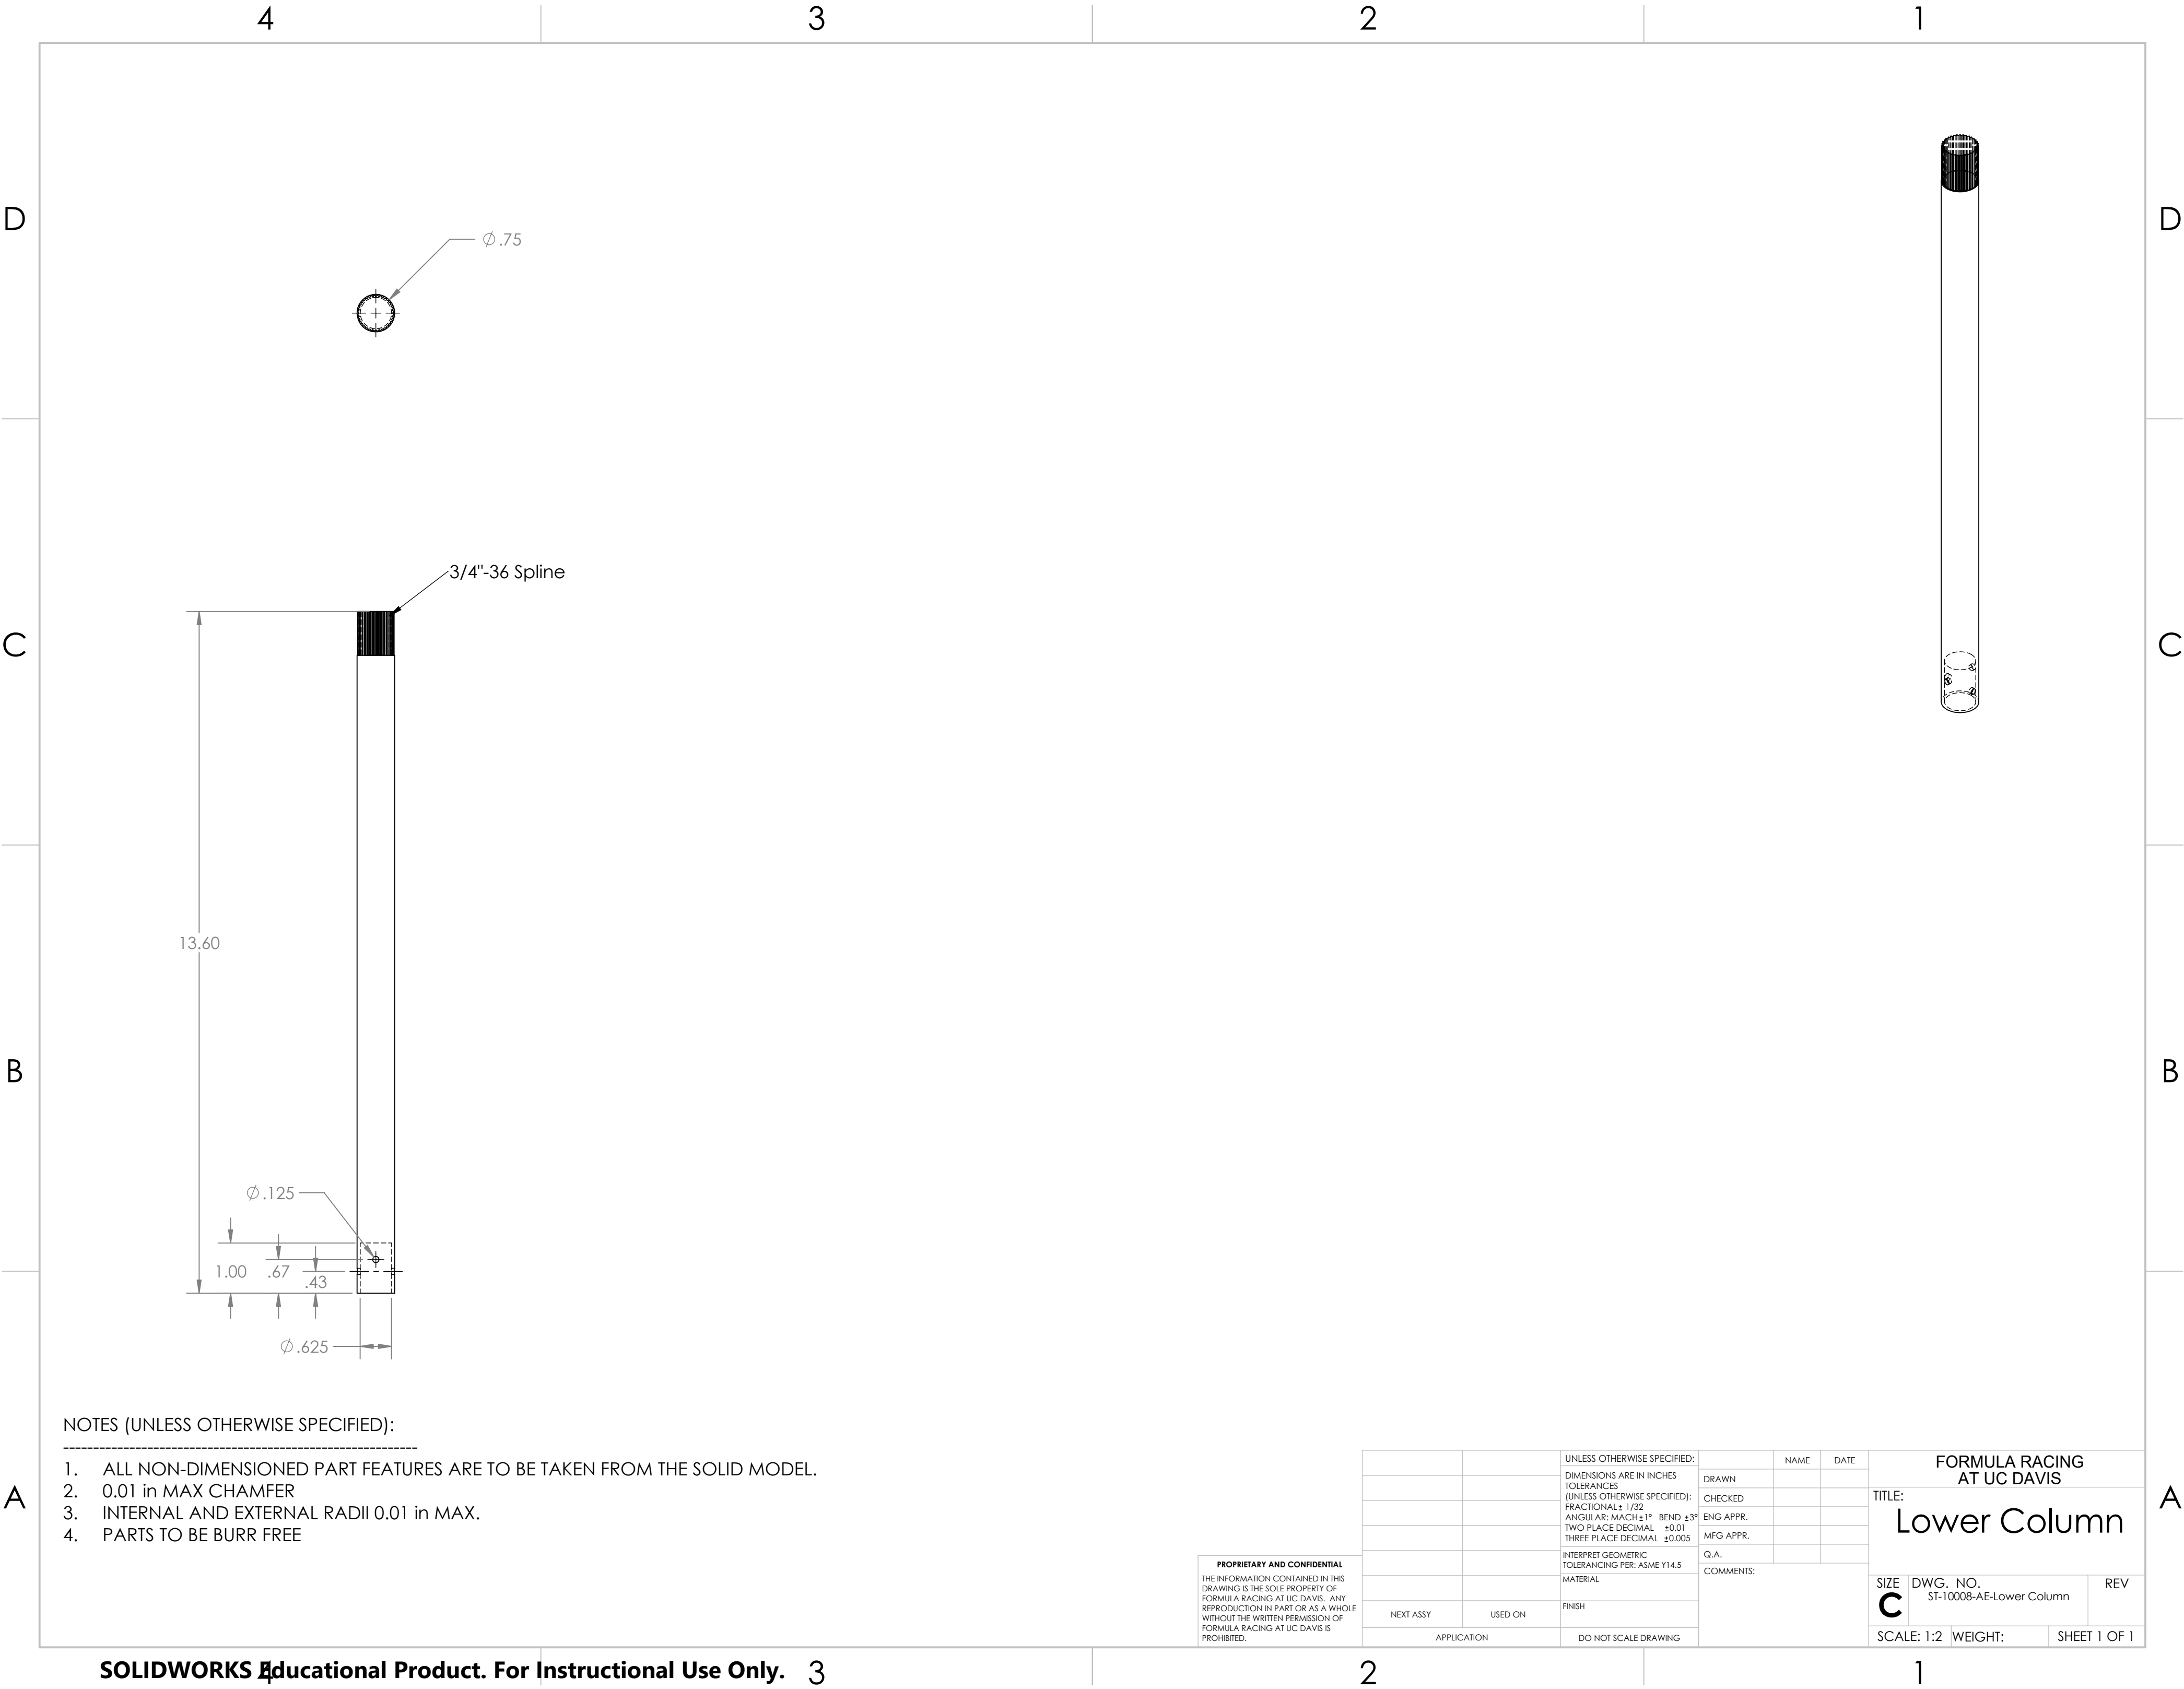 4 3 2 1
D D
Ø.75
3/4"-36 Spline
C C
13.60
B B
Ø.125
1.00 .67 .43
Ø.625
NOTES (UNLESS OTHERWISE SPECIFIED):
-----------------------------------------------------------
1. ALL NON-DIMENSIONED PART FEATURES ARE TO BE TAKEN FROM THE SOLID MODEL.
2. 0.01 in MAX CHAMFER
3. INTERNAL AND EXTERNAL RADII 0.01 in MAX.
4. PARTS TO BE BURR FREE
A A
PROPRIETARY AND CONFIDENTIAL
THE INFORMATION CONTAINED IN THIS
DRAWING IS THE SOLE PROPERTY OF
FORMULA RACING AT UC DAVIS. ANY
REPRODUCTION IN PART OR AS A WHOLE
WITHOUT THE WRITTEN PERMISSION OF
FORMULA RACING AT UC DAVIS IS
PROHIBITED.
NEXT ASSY USED ON
APPLICATION
UNLESS OTHERWISE SPECIFIED:
DIMENSIONS ARE IN INCHES
TOLERANCES
(UNLESS OTHERWISE SPECIFIED):
FRACTIONAL± 1/32
ANGULAR: MACH±1° BEND ±3°
TWO PLACE DECIMAL ±0.01
THREE PLACE DECIMAL ±0.005
INTERPRET GEOMETRIC
TOLERANCING PER: ASME Y14.5
MATERIAL
FINISH
DO NOT SCALE DRAWING
NAME DATE
DRAWN
CHECKED
ENG APPR.
MFG APPR.
Q.A.
COMMENTS:
FORMULA RACING
AT UC DAVIS
TITLE:
Lower Column
SIZE DWG. NO. REV
C ST-10008-AE-Lower Column
SCALE: 1:2 WEIGHT: SHEET 1 OF 1
SOLIDWORKS Educational Product. For Instructional Use Only.
4 3 2 1